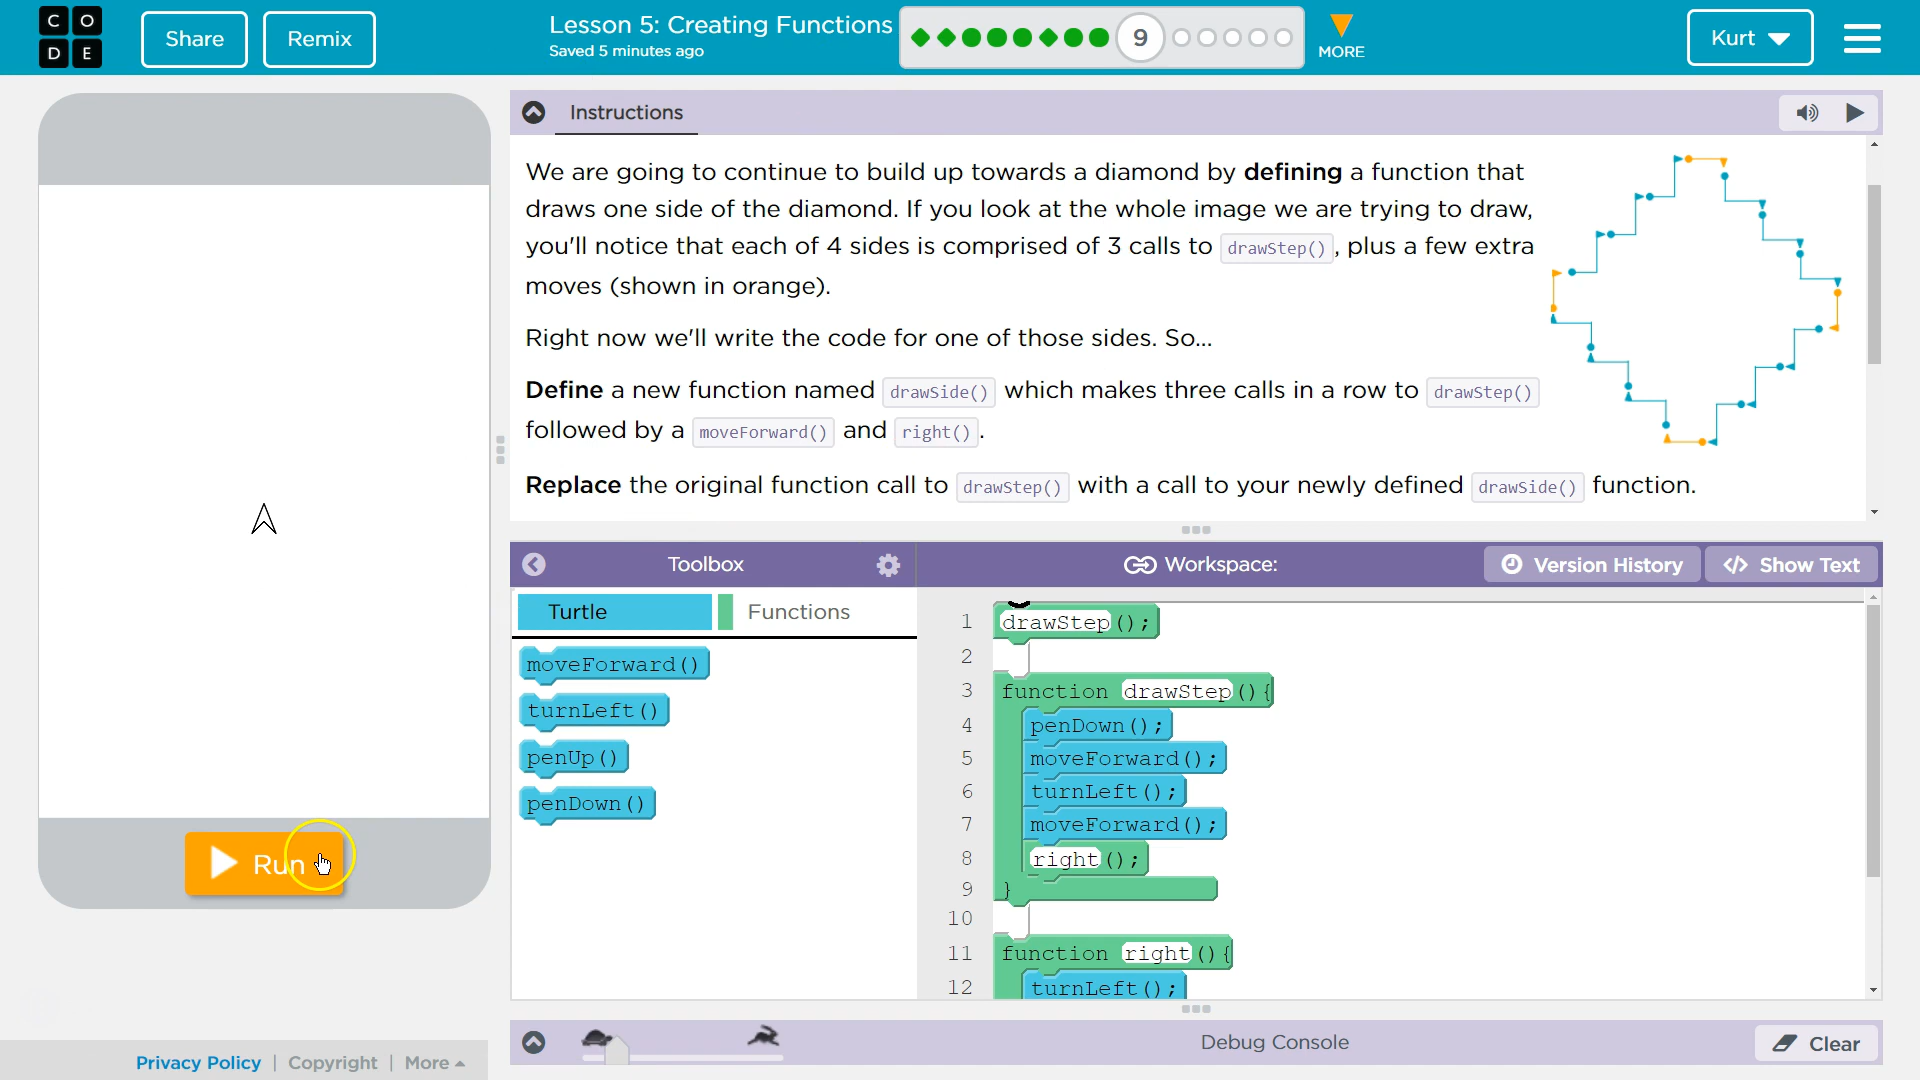 C O D E
Share
Remix
Lesson 5: Creating Functions
Saved 5 minutes ago
9
MORE
Kurt
Instructions
We are going to continue to build up towards a diamond by defining a function that
draws one side of the diamond. If you look at the whole image we are trying to draw,
you'll notice that each of 4 sides is comprised of 3 calls to drawStep(), plus a few extra
moves (shown in orange).
Right now we'll write the code for one of those sides. So...
Define a new function named drawSide() which makes three calls in a row to drawStep()
followed by a moveForward() and right().
Replace the original function call to drawStep() with a call to your newly defined drawSide() function.
Run
Toolbox
Workspace:
Version History
</> Show Text
Turtle
Functions
moveForward()
turnLeft()
penUp()
penDown()
1 drawStep();
2
3 function drawStep(){
4 penDown();
5 moveForward();
6 turnLeft();
7 moveForward();
8 right();
9 }
10
11 function right(){
12 turnLeft();
Debug Console
Clear
Privacy Policy | Copyright | More